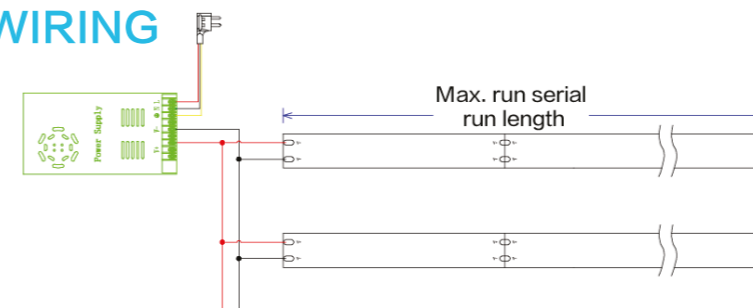 WIRING
Max. run serial
run length
Power Supply
L
V-
V+